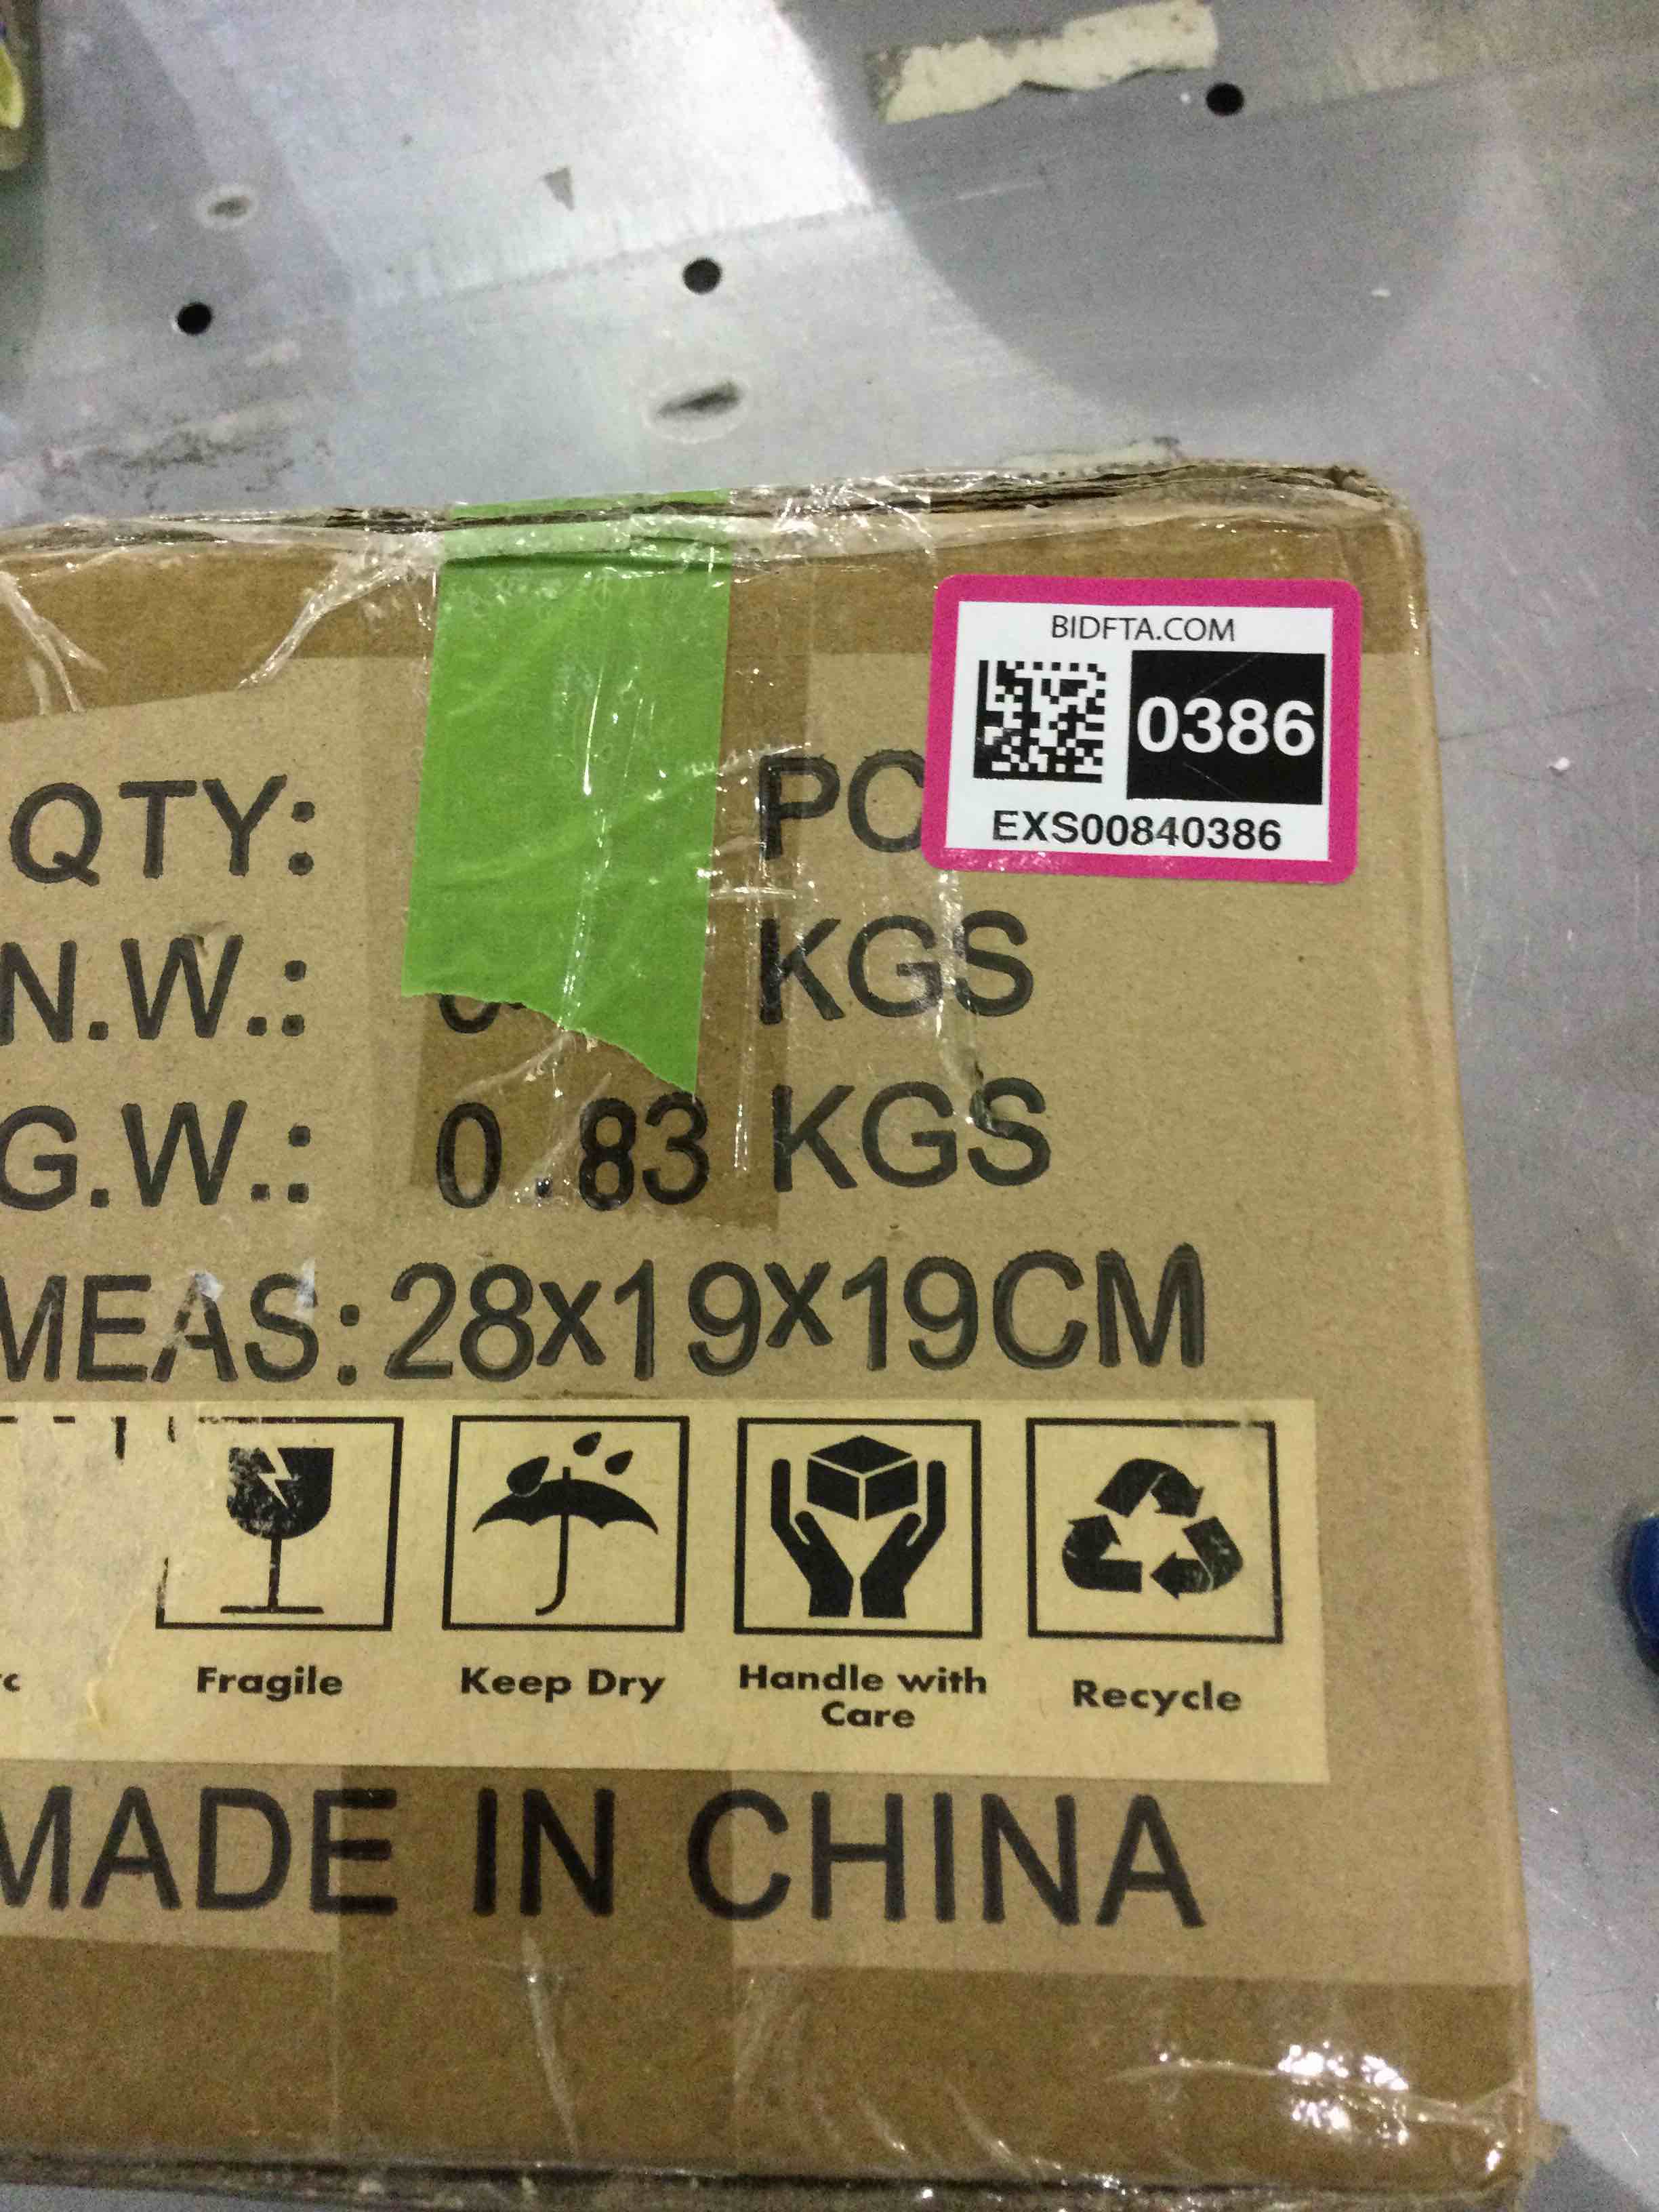 BIDFTA.COM
0386
EXS00840386
QTY: PC
N.W.: KGS
G.W.: 0.83 KGS
MEAS: 28x19x19CM
Fragile
Keep Dry
Handle with
Care
Recycle
MADE IN CHINA